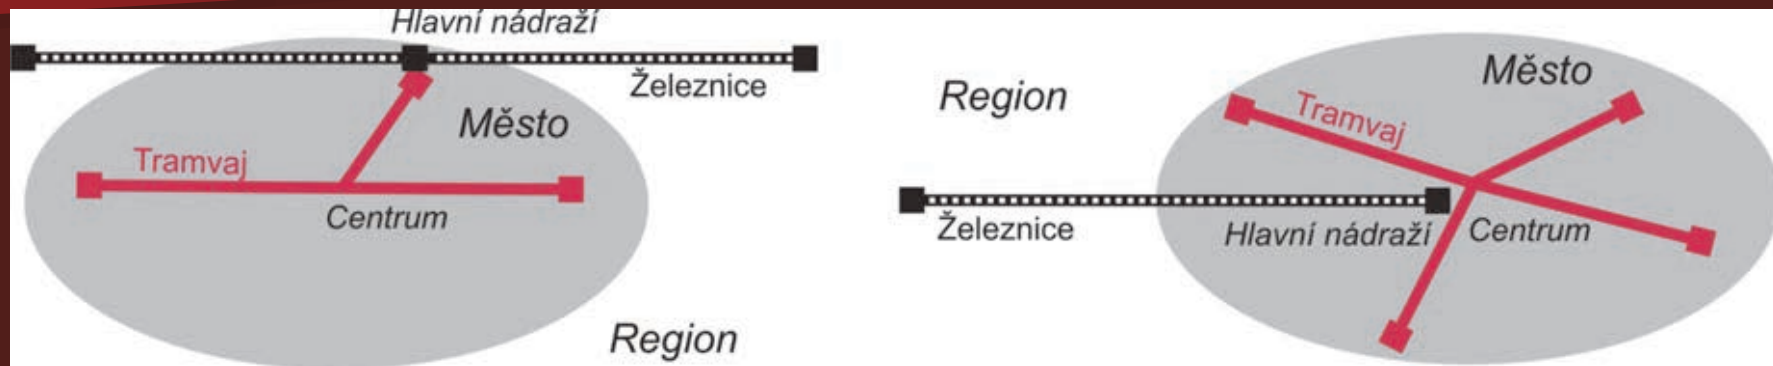 Hlavní nádraží
Železnice
Město
Tramvaj
Centrum
Region
Město
Region
Tramvaj
Železnice
Hlavní nádraží
Centrum